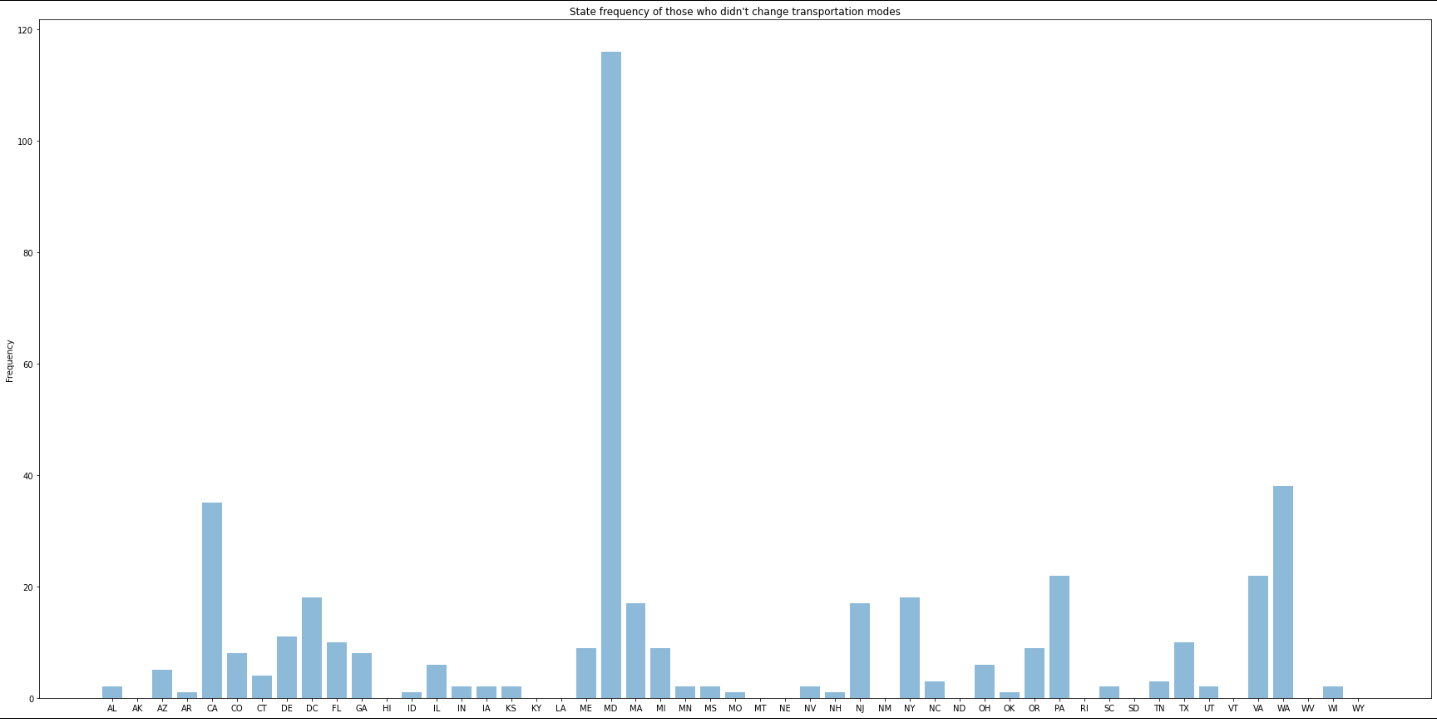 State frequency of those who didn't change transportation modes
120
100
80
60
40
20
0
Frequency
AL AK AZ AR CA CO CT DE DC FL GA HI ID IL IN IA KS KY LA ME MD MA MI MN MS MO MT NE NV NH NJ NM NY NC ND OH OK OR PA RI SC SD TN TX UT VT VA WA WV WI WY